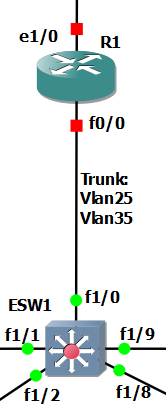 e1/0
R1
f0/0
Trunk:
Vlan25
Vlan35
ESW1
f1/0
f1/1
f1/9
f1/2
f1/8